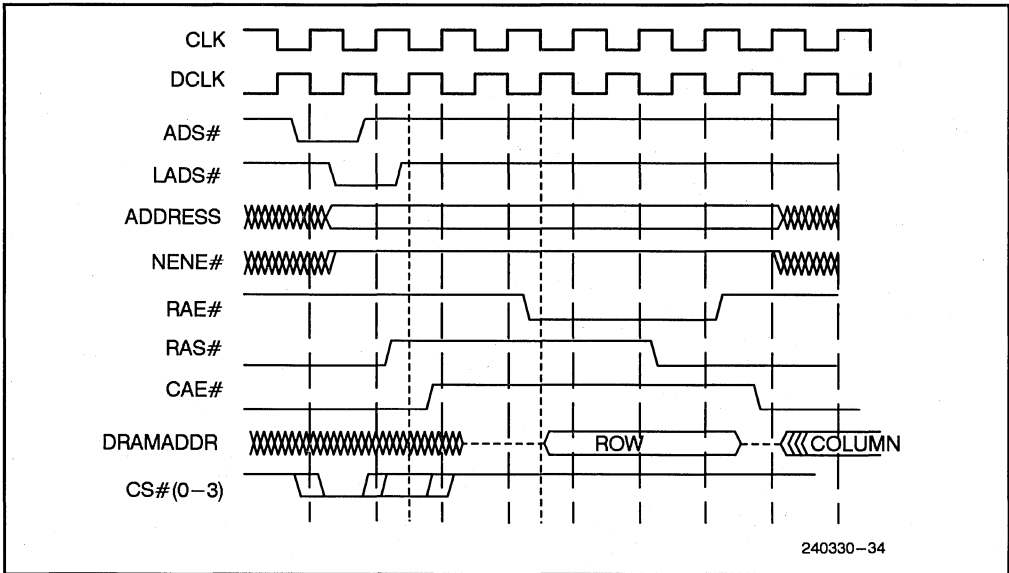 CLK
DCLK
ADS#
LADS#
ADDRESS
NENE#
RAE#
RAS#
CAE#
DRAMADDR
ROW
COLUMN
CS#(0–3)
240330–34